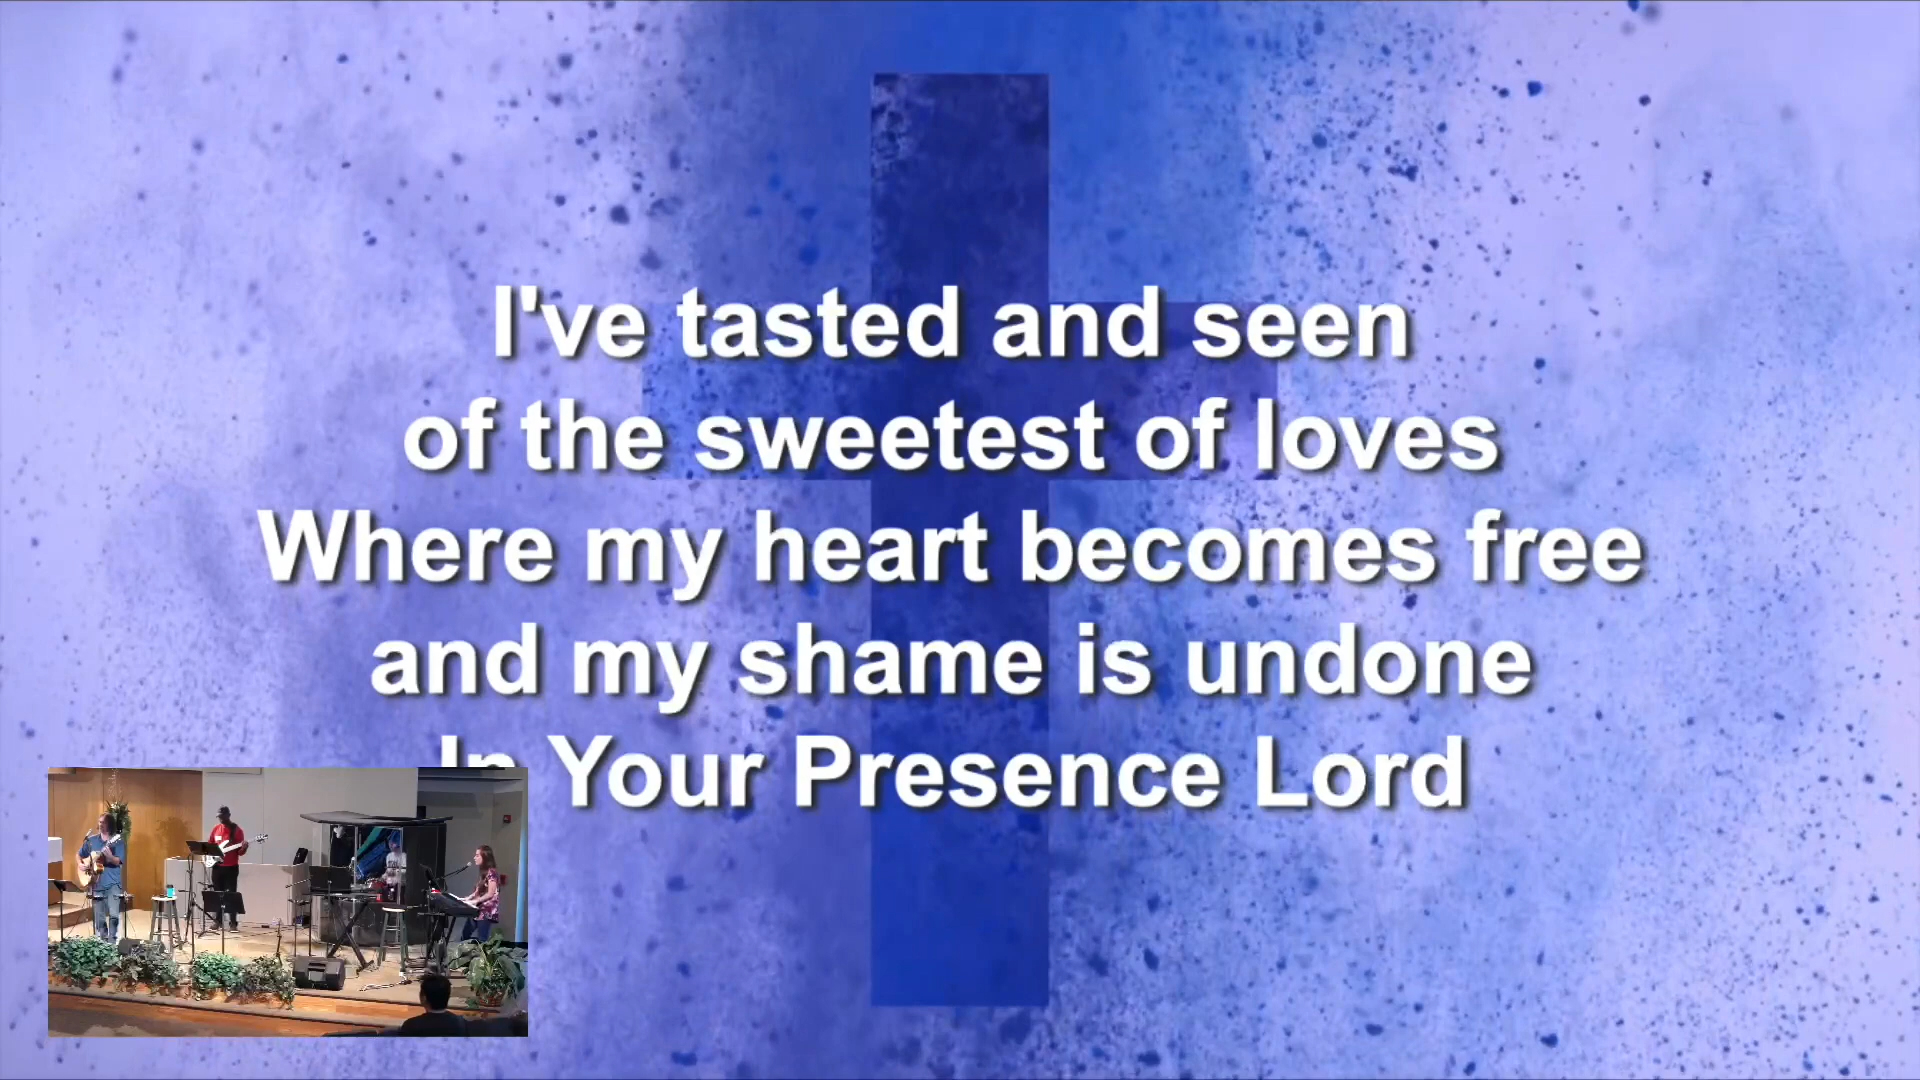 I've tasted and seen
of the sweetest of loves
Where my heart becomes free
and my shame is undone
In Your Presence Lord